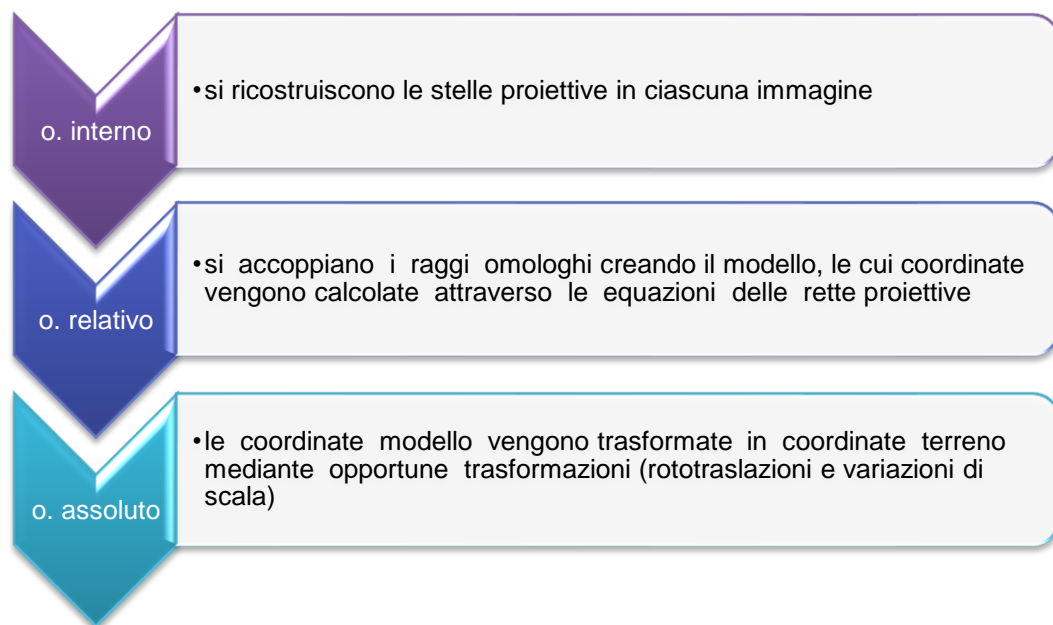 o. interno
•si ricostruiscono le stelle proiettive in ciascuna immagine
o. relativo
•si accoppiano i raggi omologhi creando il modello, le cui coordinate
vengono calcolate attraverso le equazioni delle rette proiettive
o. assoluto
•le coordinate modello vengono trasformate in coordinate terreno
mediante opportune trasformazioni (rototraslazioni e variazioni di
scala)